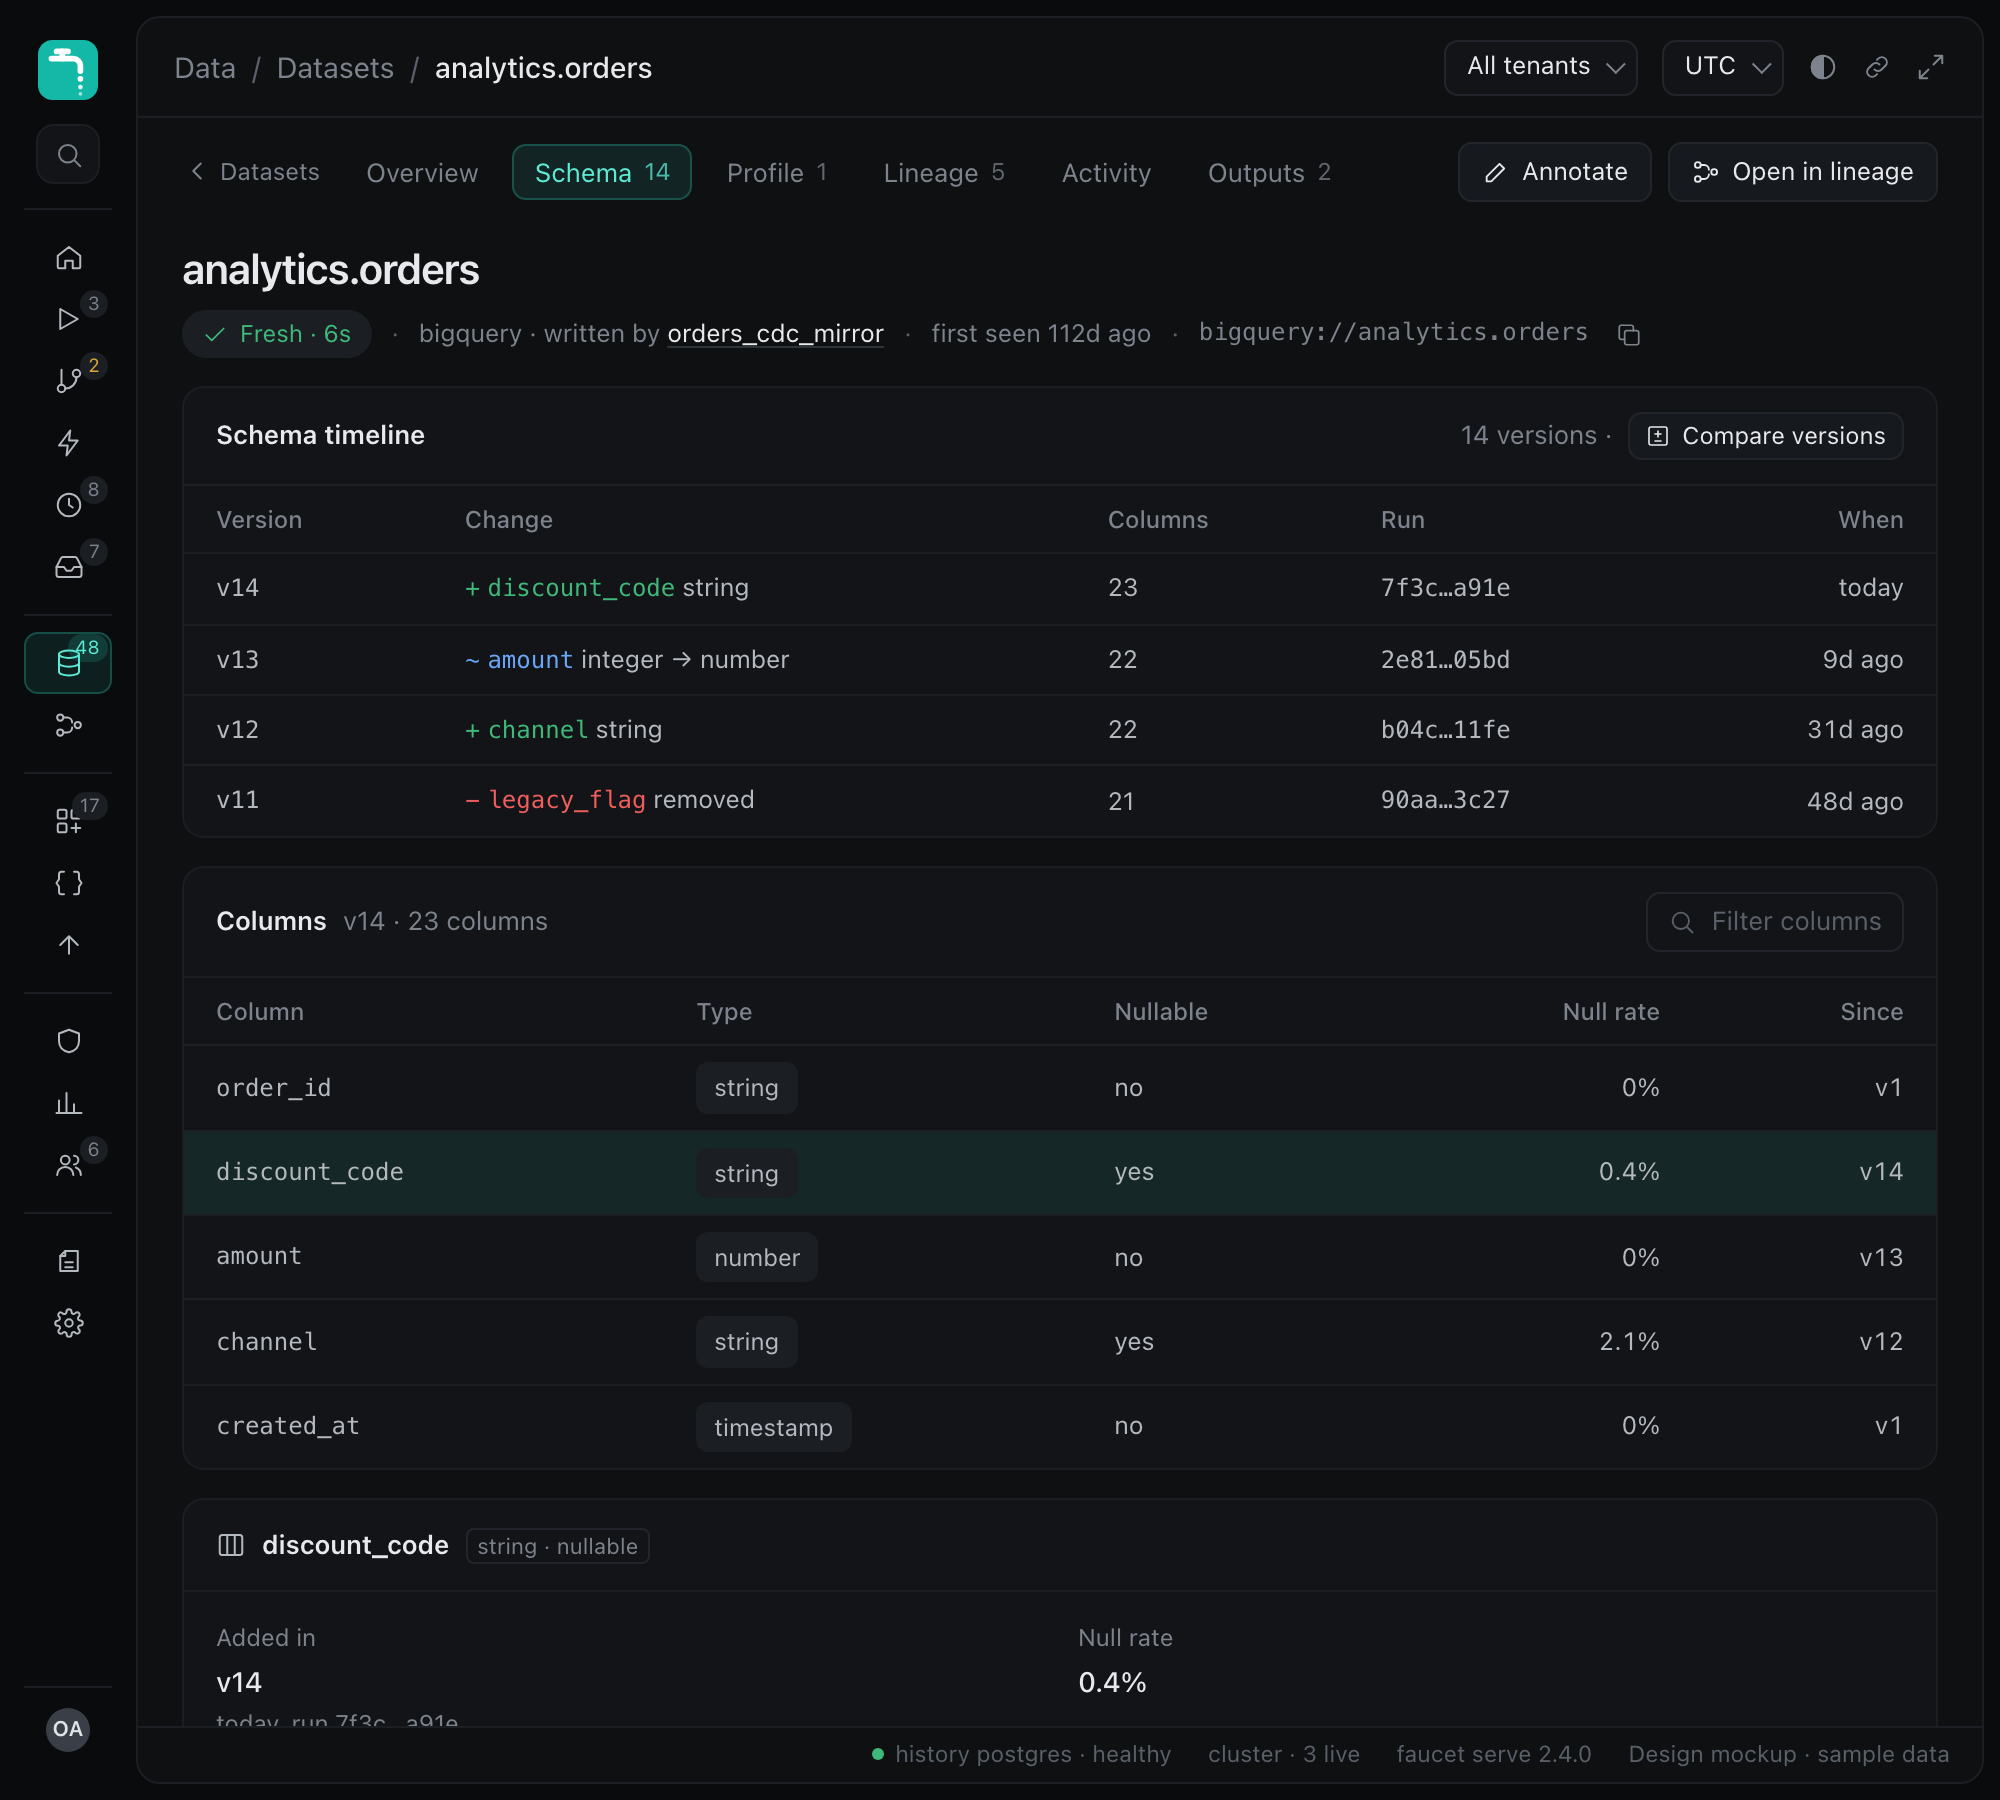 Data / Datasets / analytics.orders
All tenants
UTC
Datasets
Overview
Schema 14
Profile 1
Lineage 5
Activity
Outputs 2
Annotate
Open in lineage
3
2
8
7
48
17
6
OA
analytics.orders
Fresh · 6s · bigquery · written by orders_cdc_mirror · first seen 112d ago · bigquery://analytics.orders
Schema timeline
14 versions ·
Compare versions
Version Change Columns Run When
v14 + discount_code string 23 7f3c…a91e today
v13 ~ amount integer → number 22 2e81…05bd 9d ago
v12 + channel string 22 b04c…11fe 31d ago
v11 − legacy_flag removed 21 90aa…3c27 48d ago
Columns v14 · 23 columns
Filter columns
Column Type Nullable Null rate Since
order_id string no 0% v1
discount_code string yes 0.4% v14
amount number no 0% v13
channel string yes 2.1% v12
created_at timestamp no 0% v1
discount_code string · nullable
Added in
v14
today, run 7f3c…a91e
Null rate
0.4%
history postgres · healthy
cluster · 3 live
faucet serve 2.4.0
Design mockup · sample data